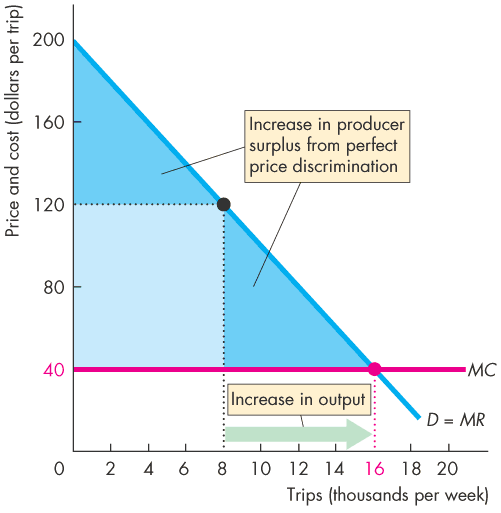 Price and cost (dollars per trip)
200
160
120
80
40
Increase in producer
surplus from perfect
price discrimination
MC
Increase in output
D = MR
0 2 4 6 8 10 12 14 16 18 20
Trips (thousands per week)